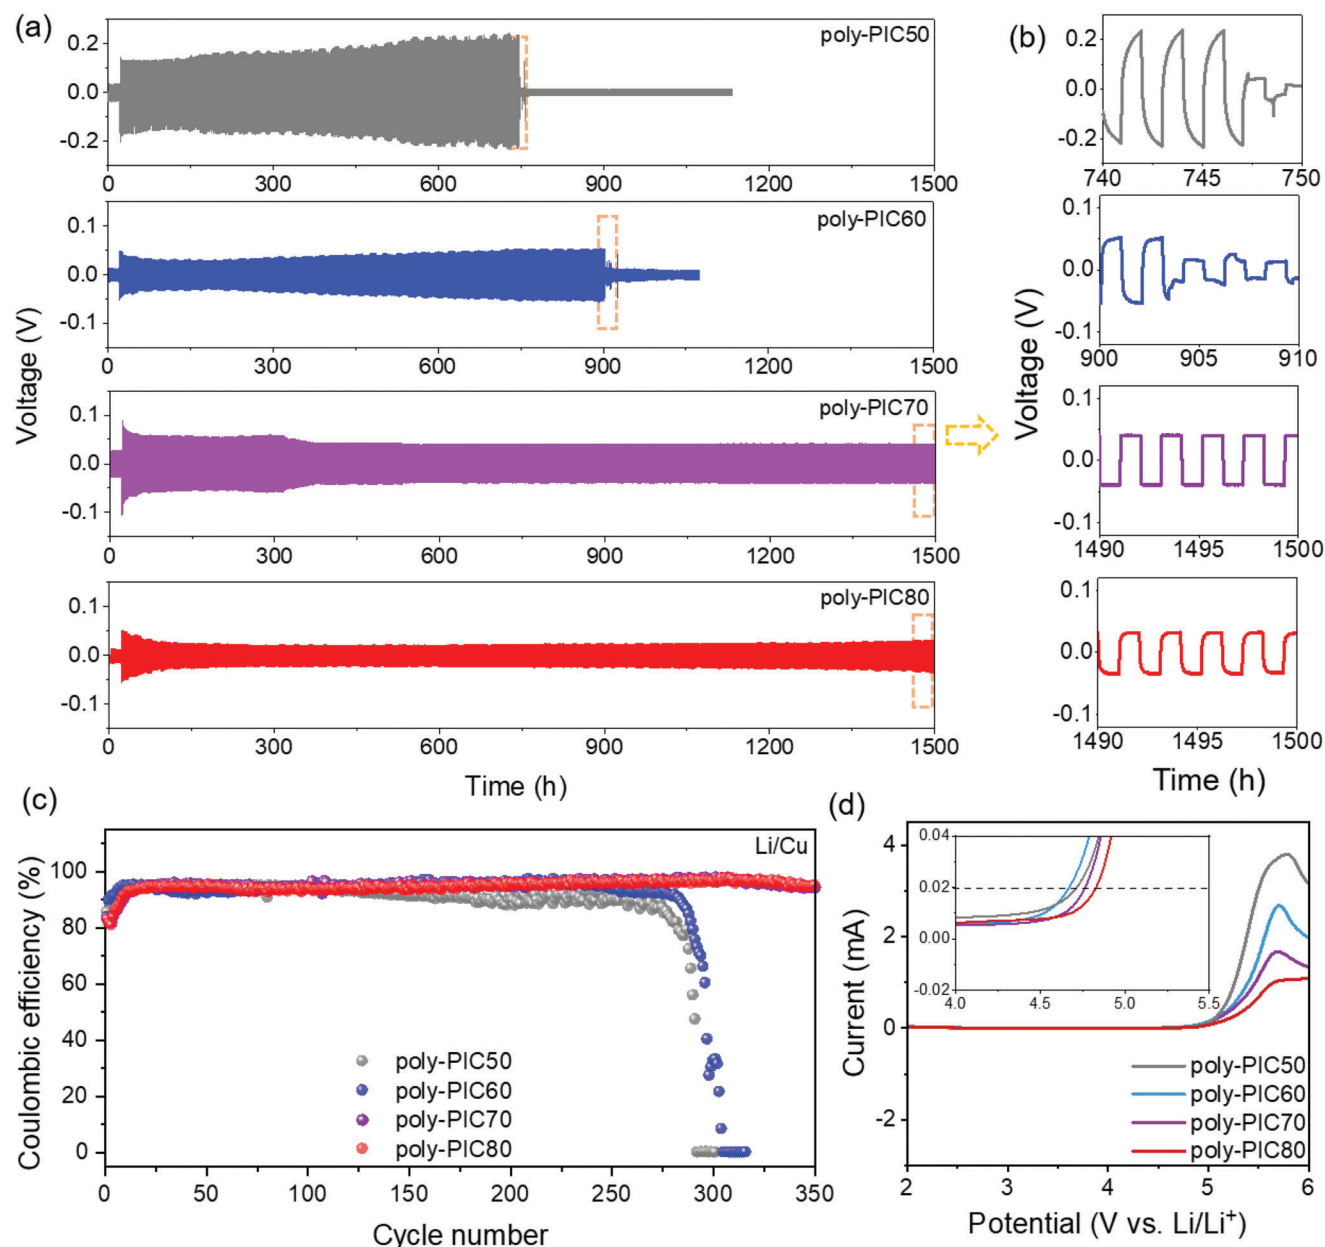 (a)
poly-PIC50
0.2
0.0
-0.2
0 300 600 900 1200 1500
poly-PIC60
0.1
0.0
-0.1
0 300 600 900 1200 1500
poly-PIC70
0.1
0.0
-0.1
0 300 600 900 1200 1500
poly-PIC80
0.1
0.0
-0.1
0 300 600 900 1200 1500
Voltage (V)
Time (h)
(b)
0.2
0.0
-0.2
740 745 750
0.1
0.0
-0.1
900 905 910
0.1
0.0
-0.1
1490 1495 1500
0.1
0.0
-0.1
1490 1495 1500
Voltage (V)
Time (h)
(c)
Li/Cu
100
80
60
40
20
0
0 50 100 150 200 250 300 350
Coulombic efficiency (%)
Cycle number
poly-PIC50
poly-PIC60
poly-PIC70
poly-PIC80
(d)
4
2
0
-2
2 3 4 5 6
Current (mA)
Potential (V vs. Li/Li⁺)
0.04
0.02
0.00
-0.02
4.0 4.5 5.0 5.5
poly-PIC50
poly-PIC60
poly-PIC70
poly-PIC80